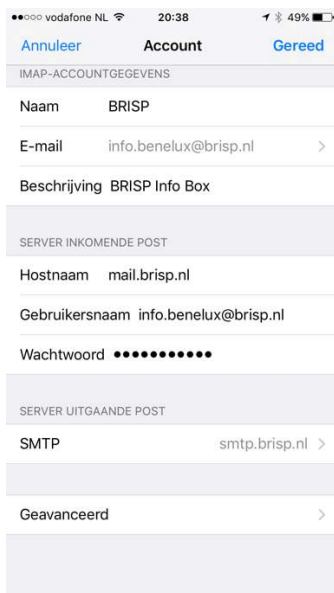 vodafone NL 20:38 49%
Annuleer Account Gereed
IMAP-ACCOUNTGEGEVENS
Naam BRISP
E-mail info.benelux@brisp.nl
Beschrijving BRISP Info Box
SERVER INKOMENDE POST
Hostnaam mail.brisp.nl
Gebruikersnaam info.benelux@brisp.nl
Wachtwoord ●●●●●●●●●●●
SERVER UITGAANDE POST
SMTP smtp.brisp.nl
Geavanceerd